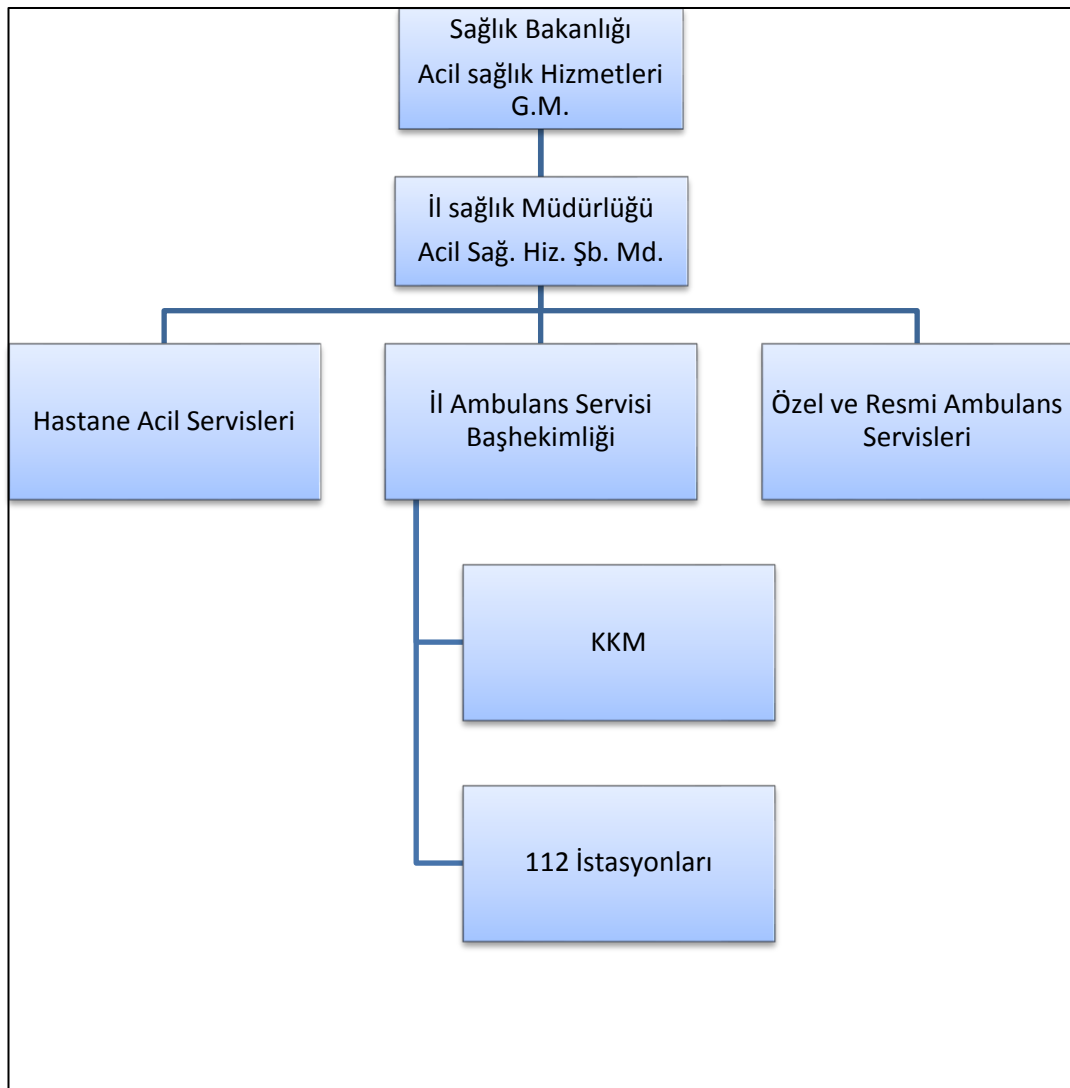 Sağlık Bakanlığı
Acil sağlık Hizmetleri
G.M.
İl sağlık Müdürlüğü
Acil Sağ. Hiz. Şb. Md.
Hastane Acil Servisleri
İl Ambulans Servisi
Başhekimliği
Özel ve Resmi Ambulans
Servisleri
KKM
112 İstasyonları